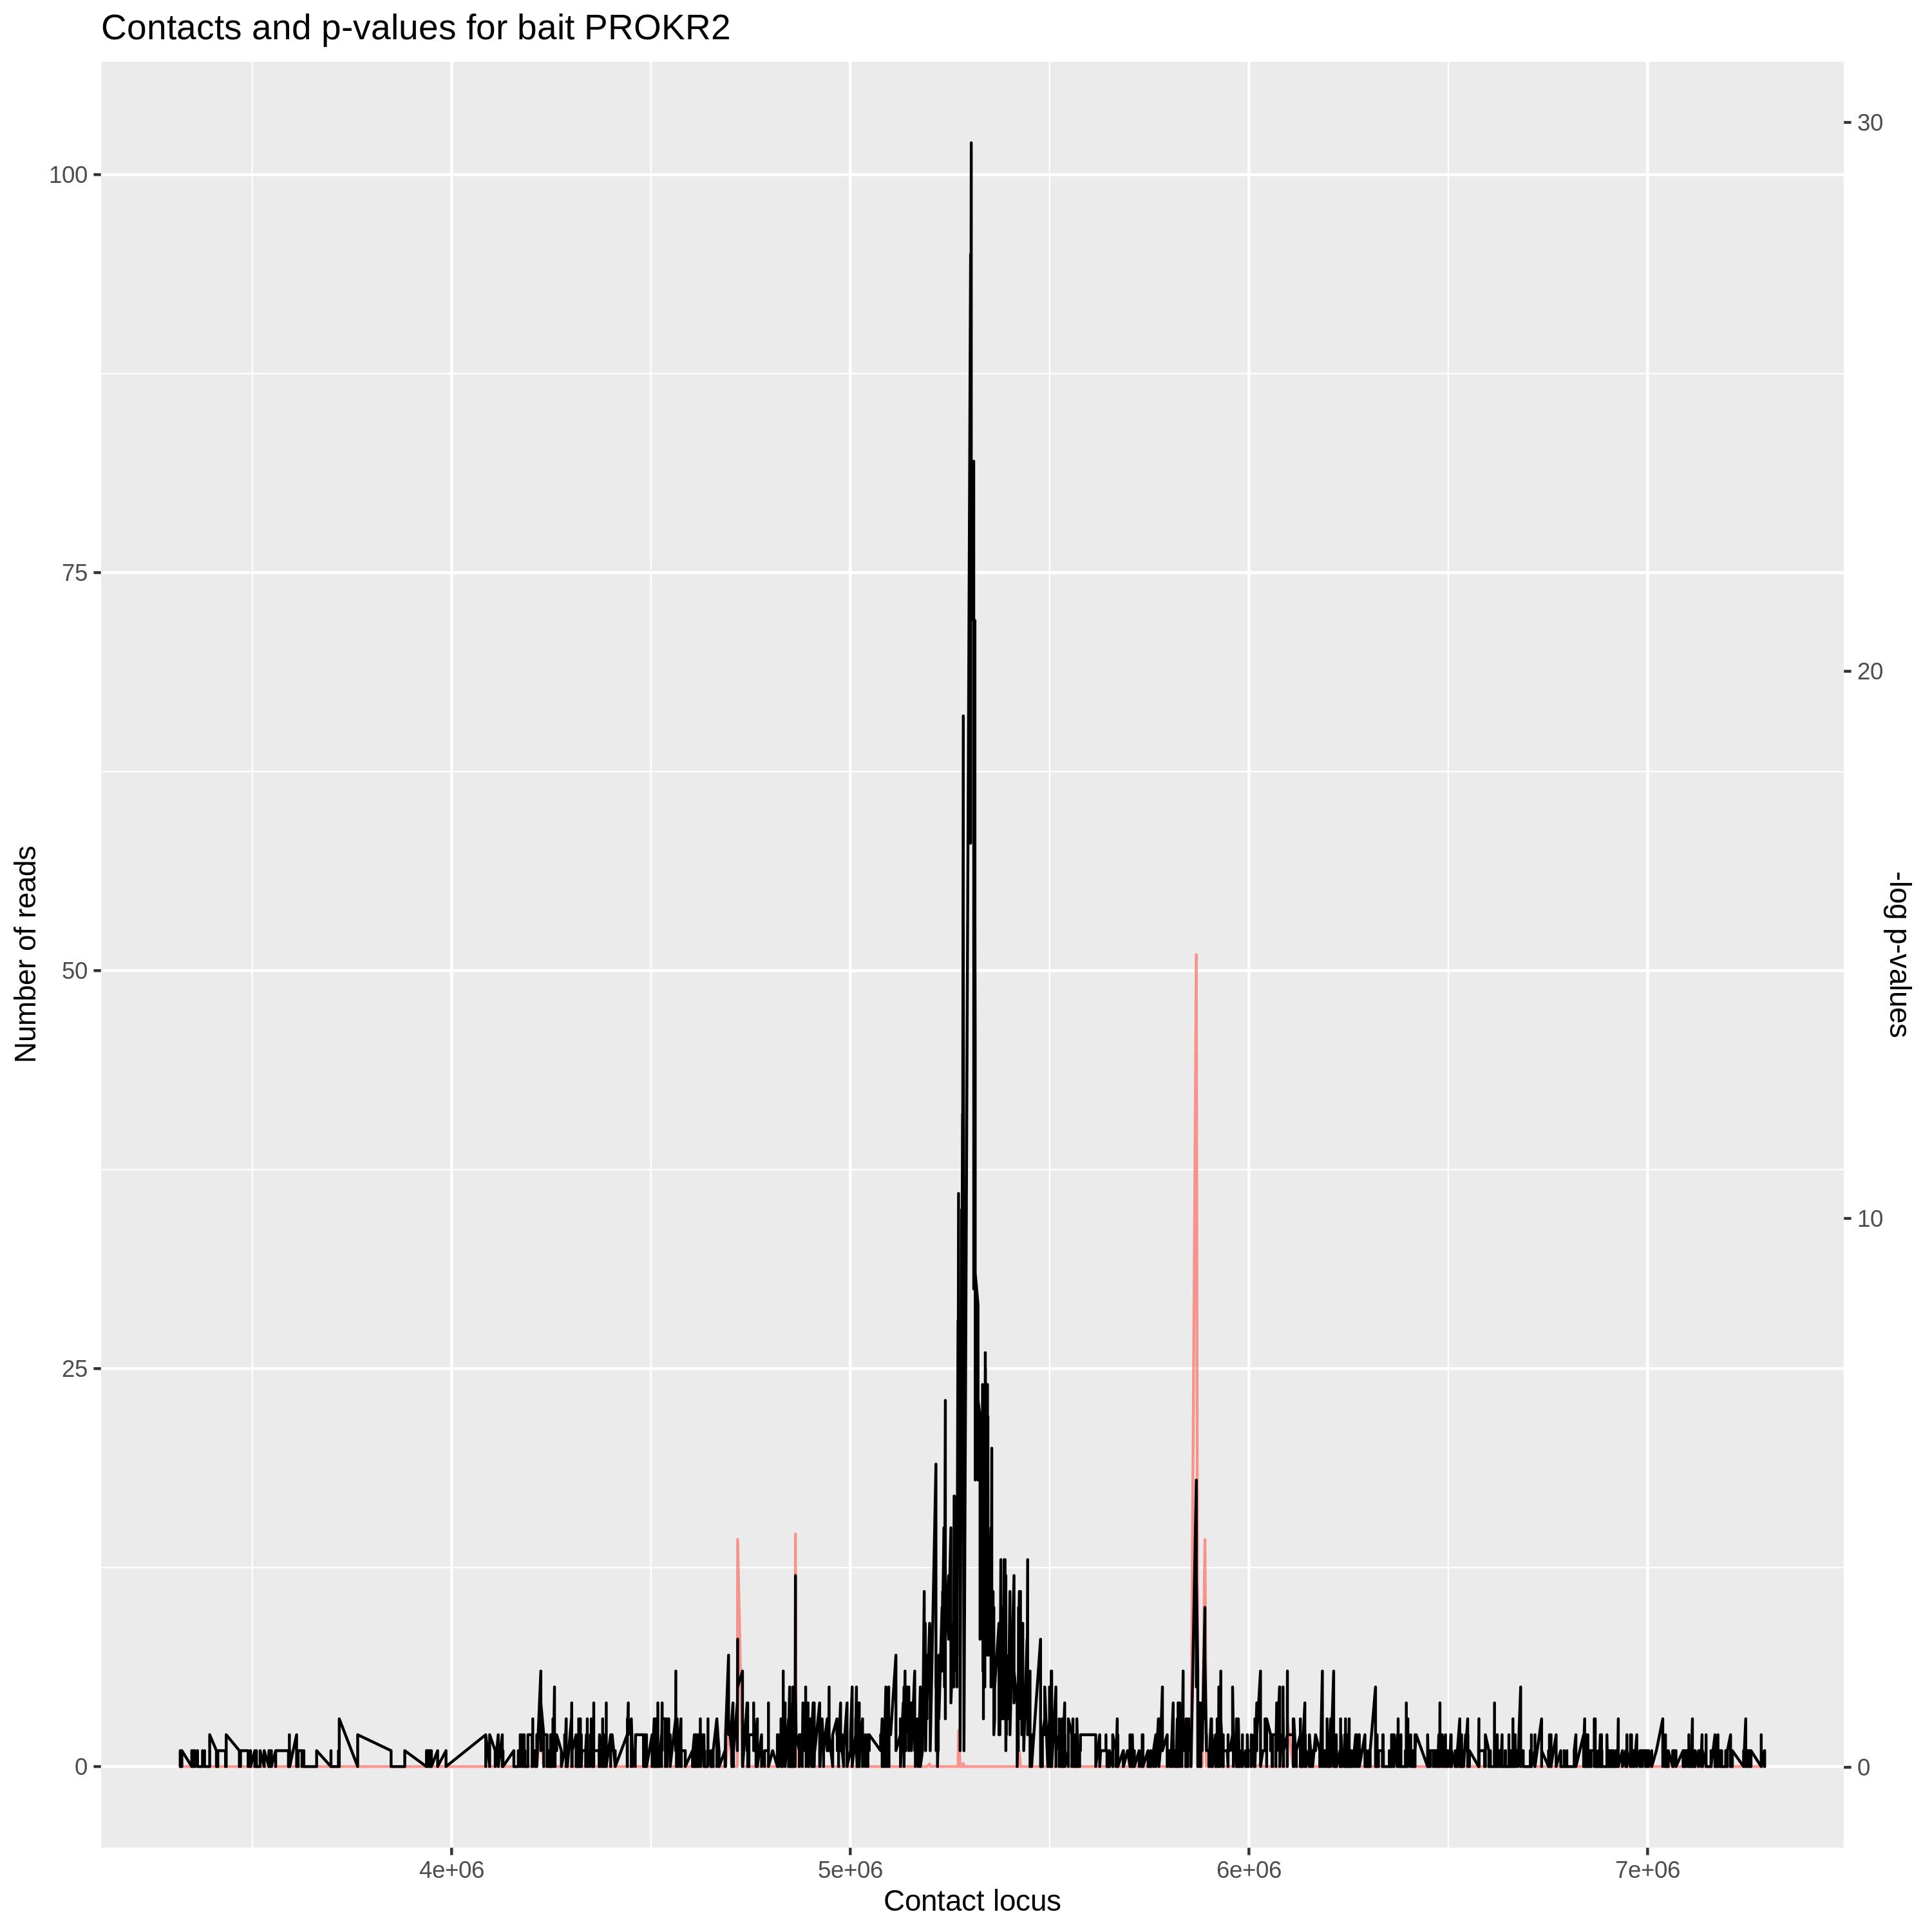 Contacts and p-values for bait PROKR2
100
75
50
25
0
30
20
10
0
Number of reads
-log p-values
4e+06 5e+06 6e+06 7e+06
Contact locus